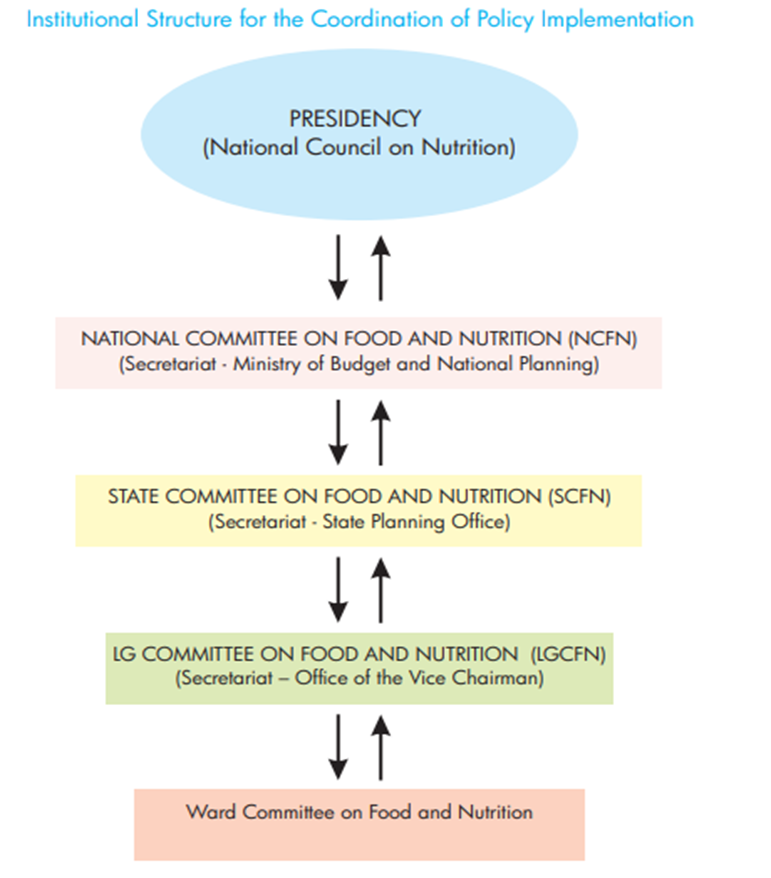 Institutional Structure for the Coordination of Policy Implementation
PRESIDENCY
(National Council on Nutrition)
NATIONAL COMMITTEE ON FOOD AND NUTRITION (NCFN)
(Secretariat - Ministry of Budget and National Planning)
STATE COMMITTEE ON FOOD AND NUTRITION (SCFN)
(Secretariat - State Planning Office)
LG COMMITTEE ON FOOD AND NUTRITION (LGCFN)
(Secretariat – Office of the Vice Chairman)
Ward Committee on Food and Nutrition